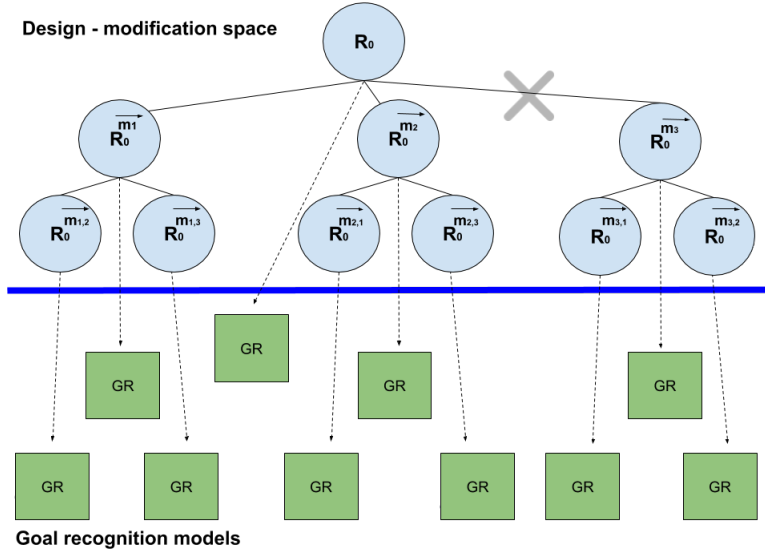 Design - modification space
R₀
R₀ m₁
R₀ m₂
R₀ m₃
R₀ m₁,₂
R₀ m₁,₃
R₀ m₂,₁
R₀ m₂,₃
R₀ m₃,₁
R₀ m₃,₂
GR
GR
GR
GR
GR
GR
GR
GR
GR
GR
Goal recognition models